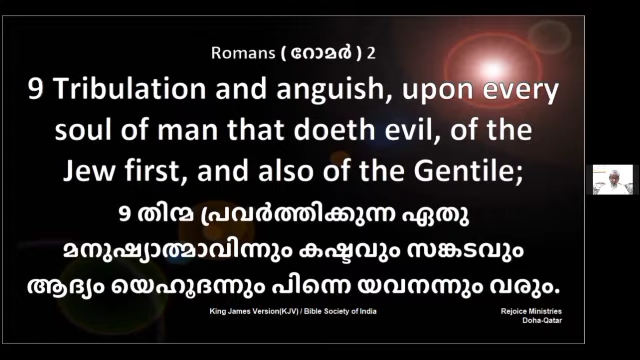 Romans ( റോമർ ) 2
9 Tribulation and anguish, upon every
soul of man that doeth evil, of the
Jew first, and also of the Gentile;
9 തിന്മ പ്രവർത്തിക്കുന്ന ഏതു
മനുഷ്യാത്മാവിന്നും കഷ്ടവും സങ്കടവും
ആദ്യം യെഹൂദന്നും പിന്നെ യവനന്നും വരും.
King James Version(KJV) / Bible Society of India
Rejoice Ministries
Doha-Qatar